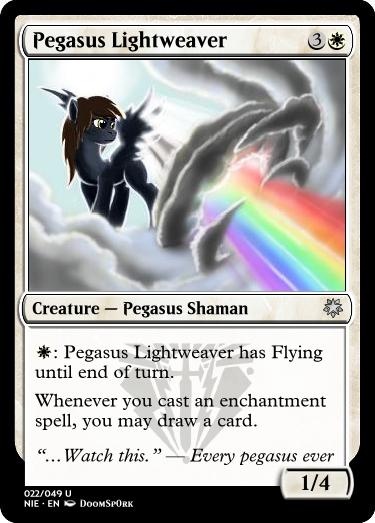 Pegasus Lightweaver 3
Creature — Pegasus Shaman
: Pegasus Lightweaver has Flying
until end of turn.
Whenever you cast an enchantment
spell, you may draw a card.
“...Watch this.” — Every pegasus ever
1/4
022/049 U
NIE · EN DoomSp0rk